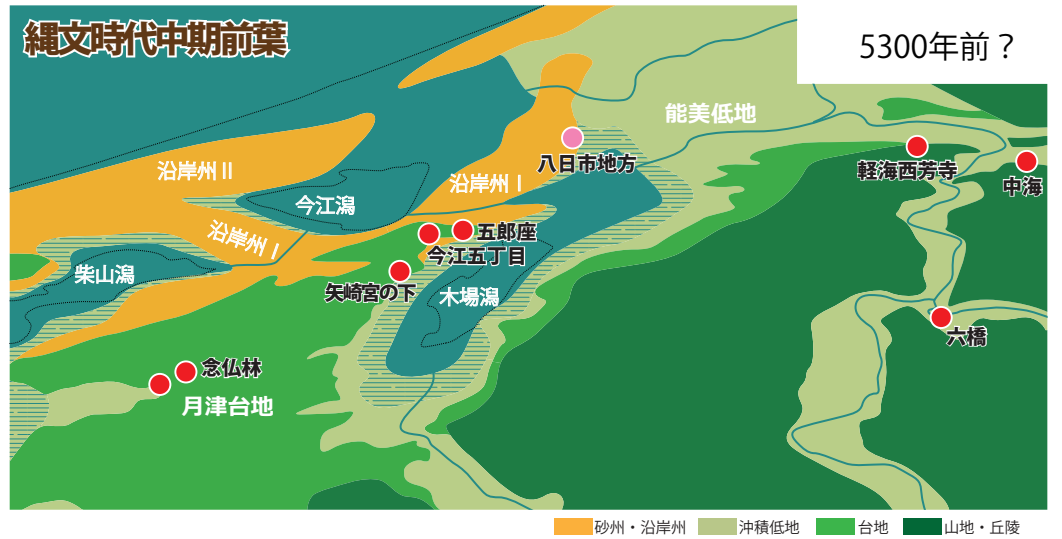 縄文時代中期前葉
5300年前？
能美低地
八日市地方
軽海西芳寺
中海
沿岸州Ⅱ
沿岸州Ⅰ
今江潟
沿岸州Ⅰ
五郎座
今江五丁目
柴山潟
矢崎宮の下
木場潟
六橋
念仏林
月津台地
砂州・沿岸州
沖積低地
台地
山地・丘陵